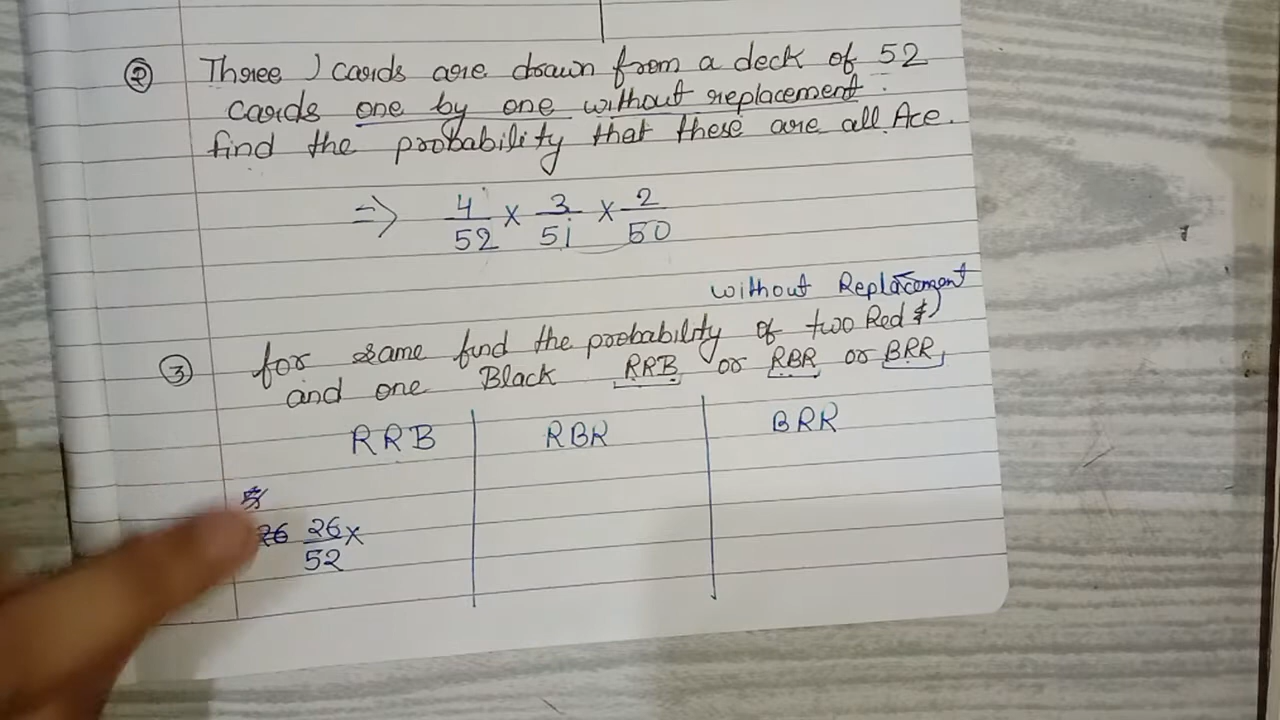 ② Three cards are drawn from a deck of 52
cards one by one without replacement.
find the probability that these are all Ace.
=> 4/52 × 3/51 × 2/50
without Replacement
③ for same find the probability of two Red &
and one Black RRB or RBR or BRR,
RRB RBR BRR
26 26/52 ×